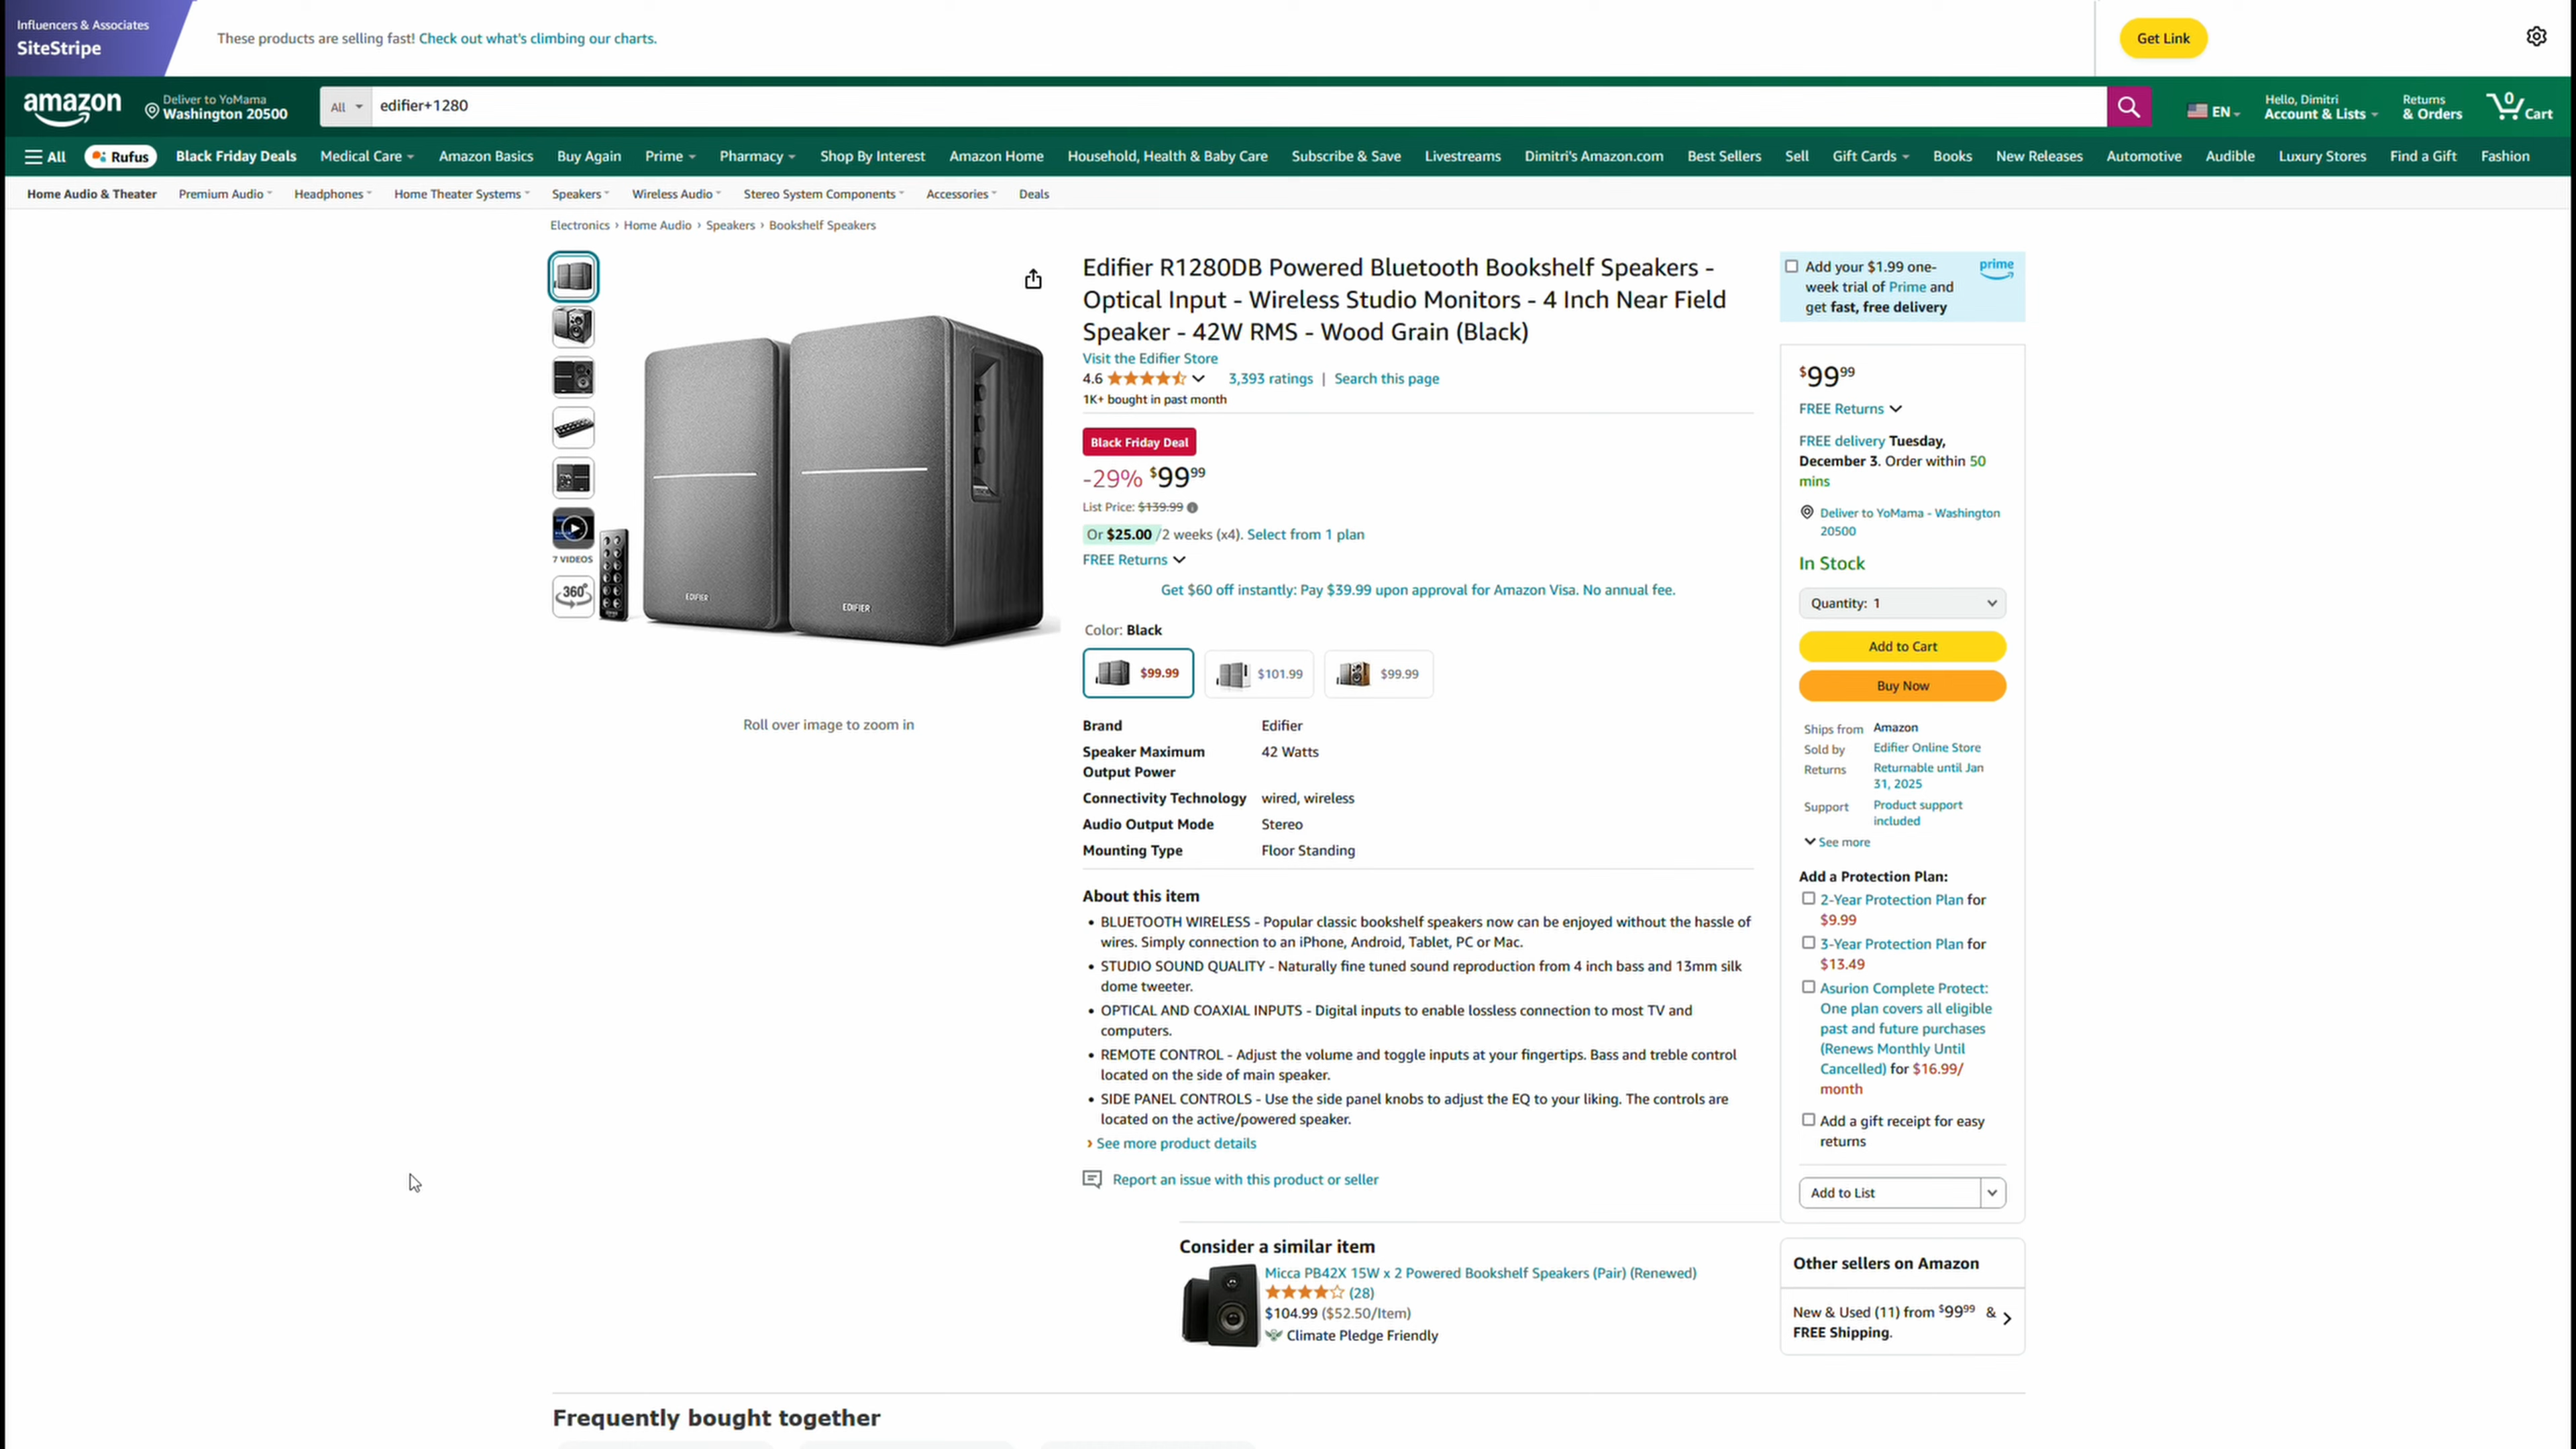 Influencers & Associates
SiteStripe
These products are selling fast! Check out what's climbing our charts.
Get Link
amazon
Deliver to YoMama
Washington 20500
All
edifier+1280
EN
Hello, Dimitri
Account & Lists
Returns
& Orders
0
Cart
All
Rufus
Black Friday Deals
Medical Care
Amazon Basics
Buy Again
Prime
Pharmacy
Shop By Interest
Amazon Home
Household, Health & Baby Care
Subscribe & Save
Livestreams
Dimitri's Amazon.com
Best Sellers
Sell
Gift Cards
Books
New Releases
Automotive
Audible
Luxury Stores
Find a Gift
Fashion
Home Audio & Theater
Premium Audio
Headphones
Home Theater Systems
Speakers
Wireless Audio
Stereo System Components
Accessories
Deals
Electronics › Home Audio › Speakers › Bookshelf Speakers
7 VIDEOS
360°
EDIFIER
EDIFIER
Roll over image to zoom in
Edifier R1280DB Powered Bluetooth Bookshelf Speakers -
Optical Input - Wireless Studio Monitors - 4 Inch Near Field
Speaker - 42W RMS - Wood Grain (Black)
Visit the Edifier Store
4.6
3,393 ratings | Search this page
1K+ bought in past month
Black Friday Deal
-29% $99 99
List Price: $139.99
Or $25.00 /2 weeks (x4). Select from 1 plan
FREE Returns
Get $60 off instantly: Pay $39.99 upon approval for Amazon Visa. No annual fee.
Color: Black
$99.99
$101.99
$99.99
Brand Edifier
Speaker Maximum 42 Watts
Output Power
Connectivity Technology wired, wireless
Audio Output Mode Stereo
Mounting Type Floor Standing
About this item
• BLUETOOTH WIRELESS - Popular classic bookshelf speakers now can be enjoyed without the hassle of
wires. Simply connection to an iPhone, Android, Tablet, PC or Mac.
• STUDIO SOUND QUALITY - Naturally fine tuned sound reproduction from 4 inch bass and 13mm silk
dome tweeter.
• OPTICAL AND COAXIAL INPUTS - Digital inputs to enable lossless connection to most TV and
computers.
• REMOTE CONTROL - Adjust the volume and toggle inputs at your fingertips. Bass and treble control
located on the side of main speaker.
• SIDE PANEL CONTROLS - Use the side panel knobs to adjust the EQ to your liking. The controls are
located on the active/powered speaker.
› See more product details
Report an issue with this product or seller
Consider a similar item
Micca PB42X 15W x 2 Powered Bookshelf Speakers (Pair) (Renewed)
(28)
$104.99 ($52.50/Item)
Climate Pledge Friendly
Add your $1.99 one-
week trial of Prime and
get fast, free delivery
prime
$99 99
FREE Returns
FREE delivery Tuesday,
December 3. Order within 50
mins
Deliver to YoMama - Washington
20500
In Stock
Quantity: 1
Add to Cart
Buy Now
Ships from Amazon
Sold by Edifier Online Store
Returns Returnable until Jan
31, 2025
Support Product support
included
See more
Add a Protection Plan:
2-Year Protection Plan for
$9.99
3-Year Protection Plan for
$13.49
Asurion Complete Protect:
One plan covers all eligible
past and future purchases
(Renews Monthly Until
Cancelled) for $16.99/
month
Add a gift receipt for easy
returns
Add to List
Other sellers on Amazon
New & Used (11) from $99 99 &
FREE Shipping.
Frequently bought together